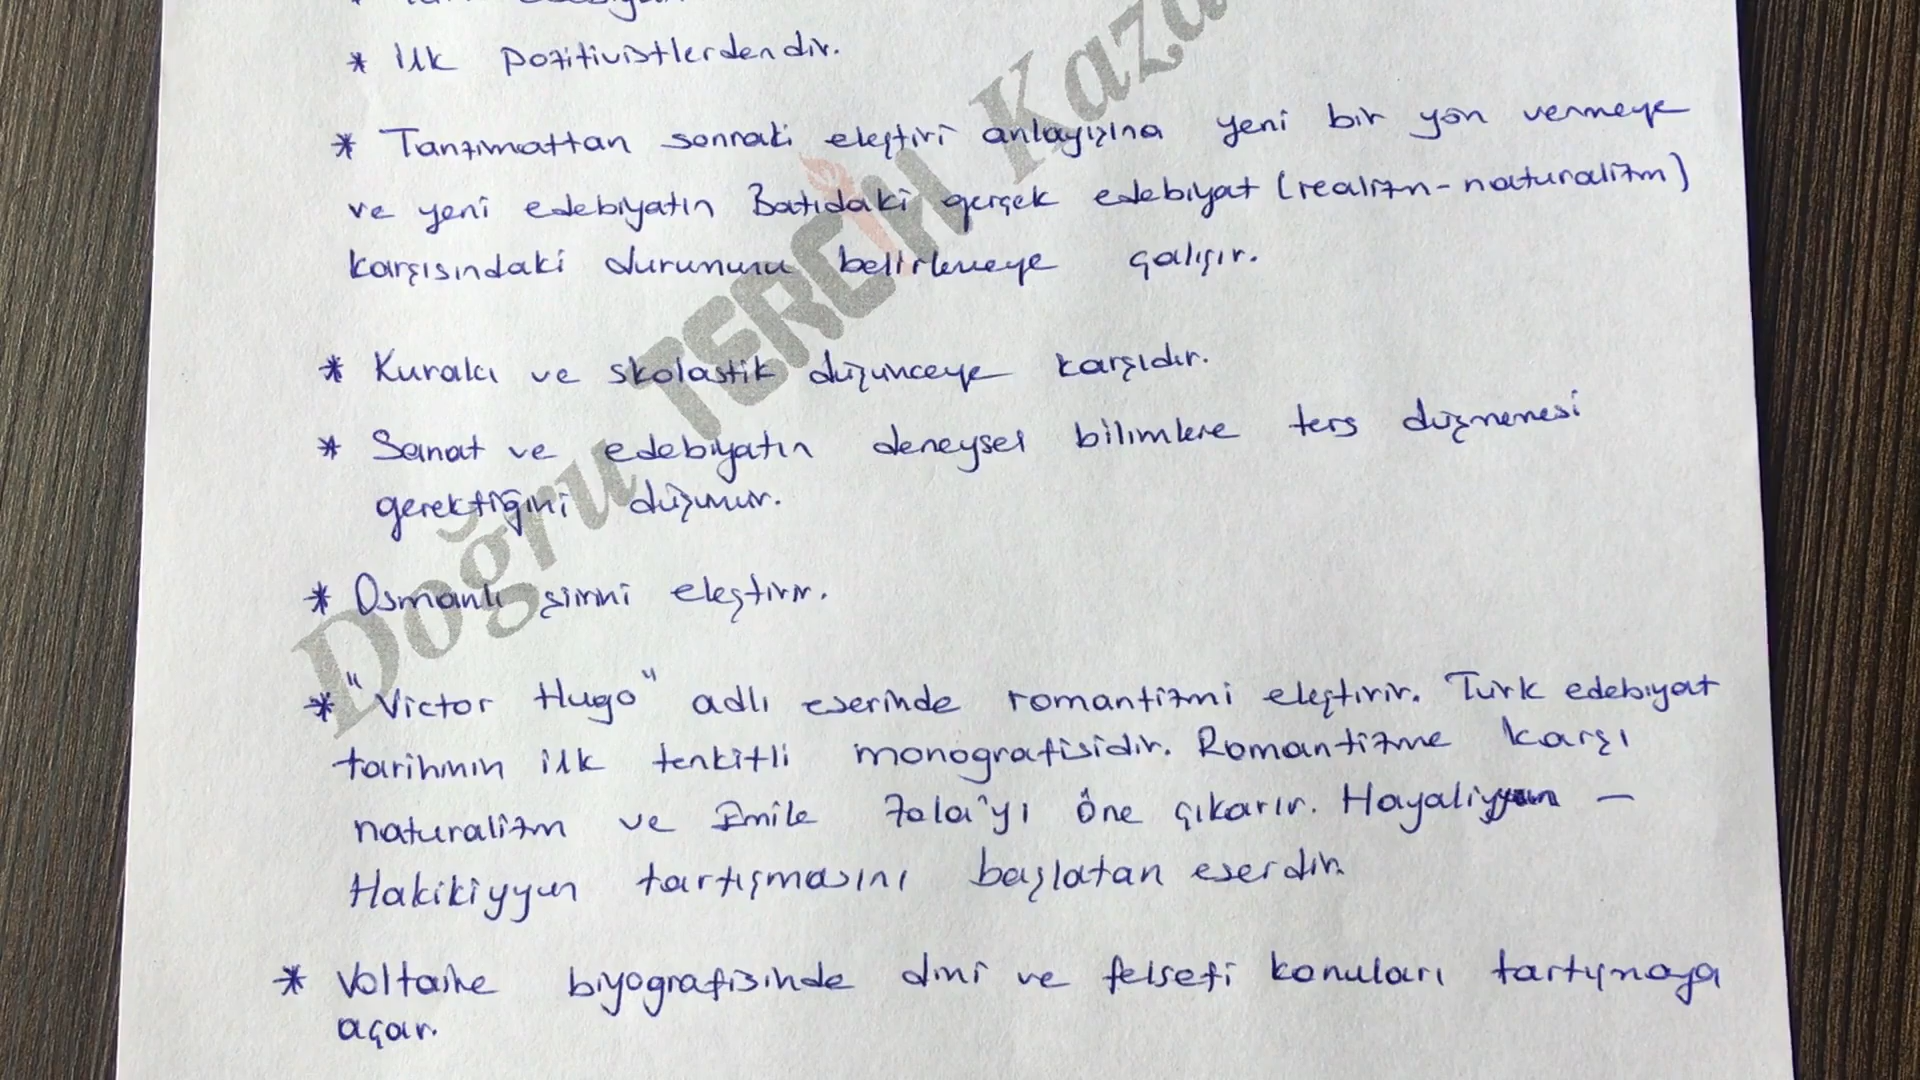 * İlk pozitivistlerdendir.
* Tanzimattan sonraki eleştiri anlayışına yeni bir yön vermeye
ve yeni edebiyatın Batıdaki gerçek edebiyat (realizm-naturalizm)
karşısındaki durumunu belirlemeye çalışır.
* Kuralcı ve skolastik düşünceye karşıdır.
* Sanat ve edebiyatın deneysel bilimlere ters düşmemesi
gerektiğini düşünür.
* Osmanlı şiirini eleştirir.
* "Victor Hugo" adlı eserinde romantizmi eleştirir. Türk edebiyat
tarihinin ilk tenkitli monografisidir. Romantizme karşı
naturalizm ve Emile Zola'yı öne çıkarır. Hayaliyyun -
Hakikiyyun tartışmasını başlatan eserdir.
* Voltaire biyografisinde dini ve felsefi konuları tartışmaya
açar.
Doğru TERCİH Kaza